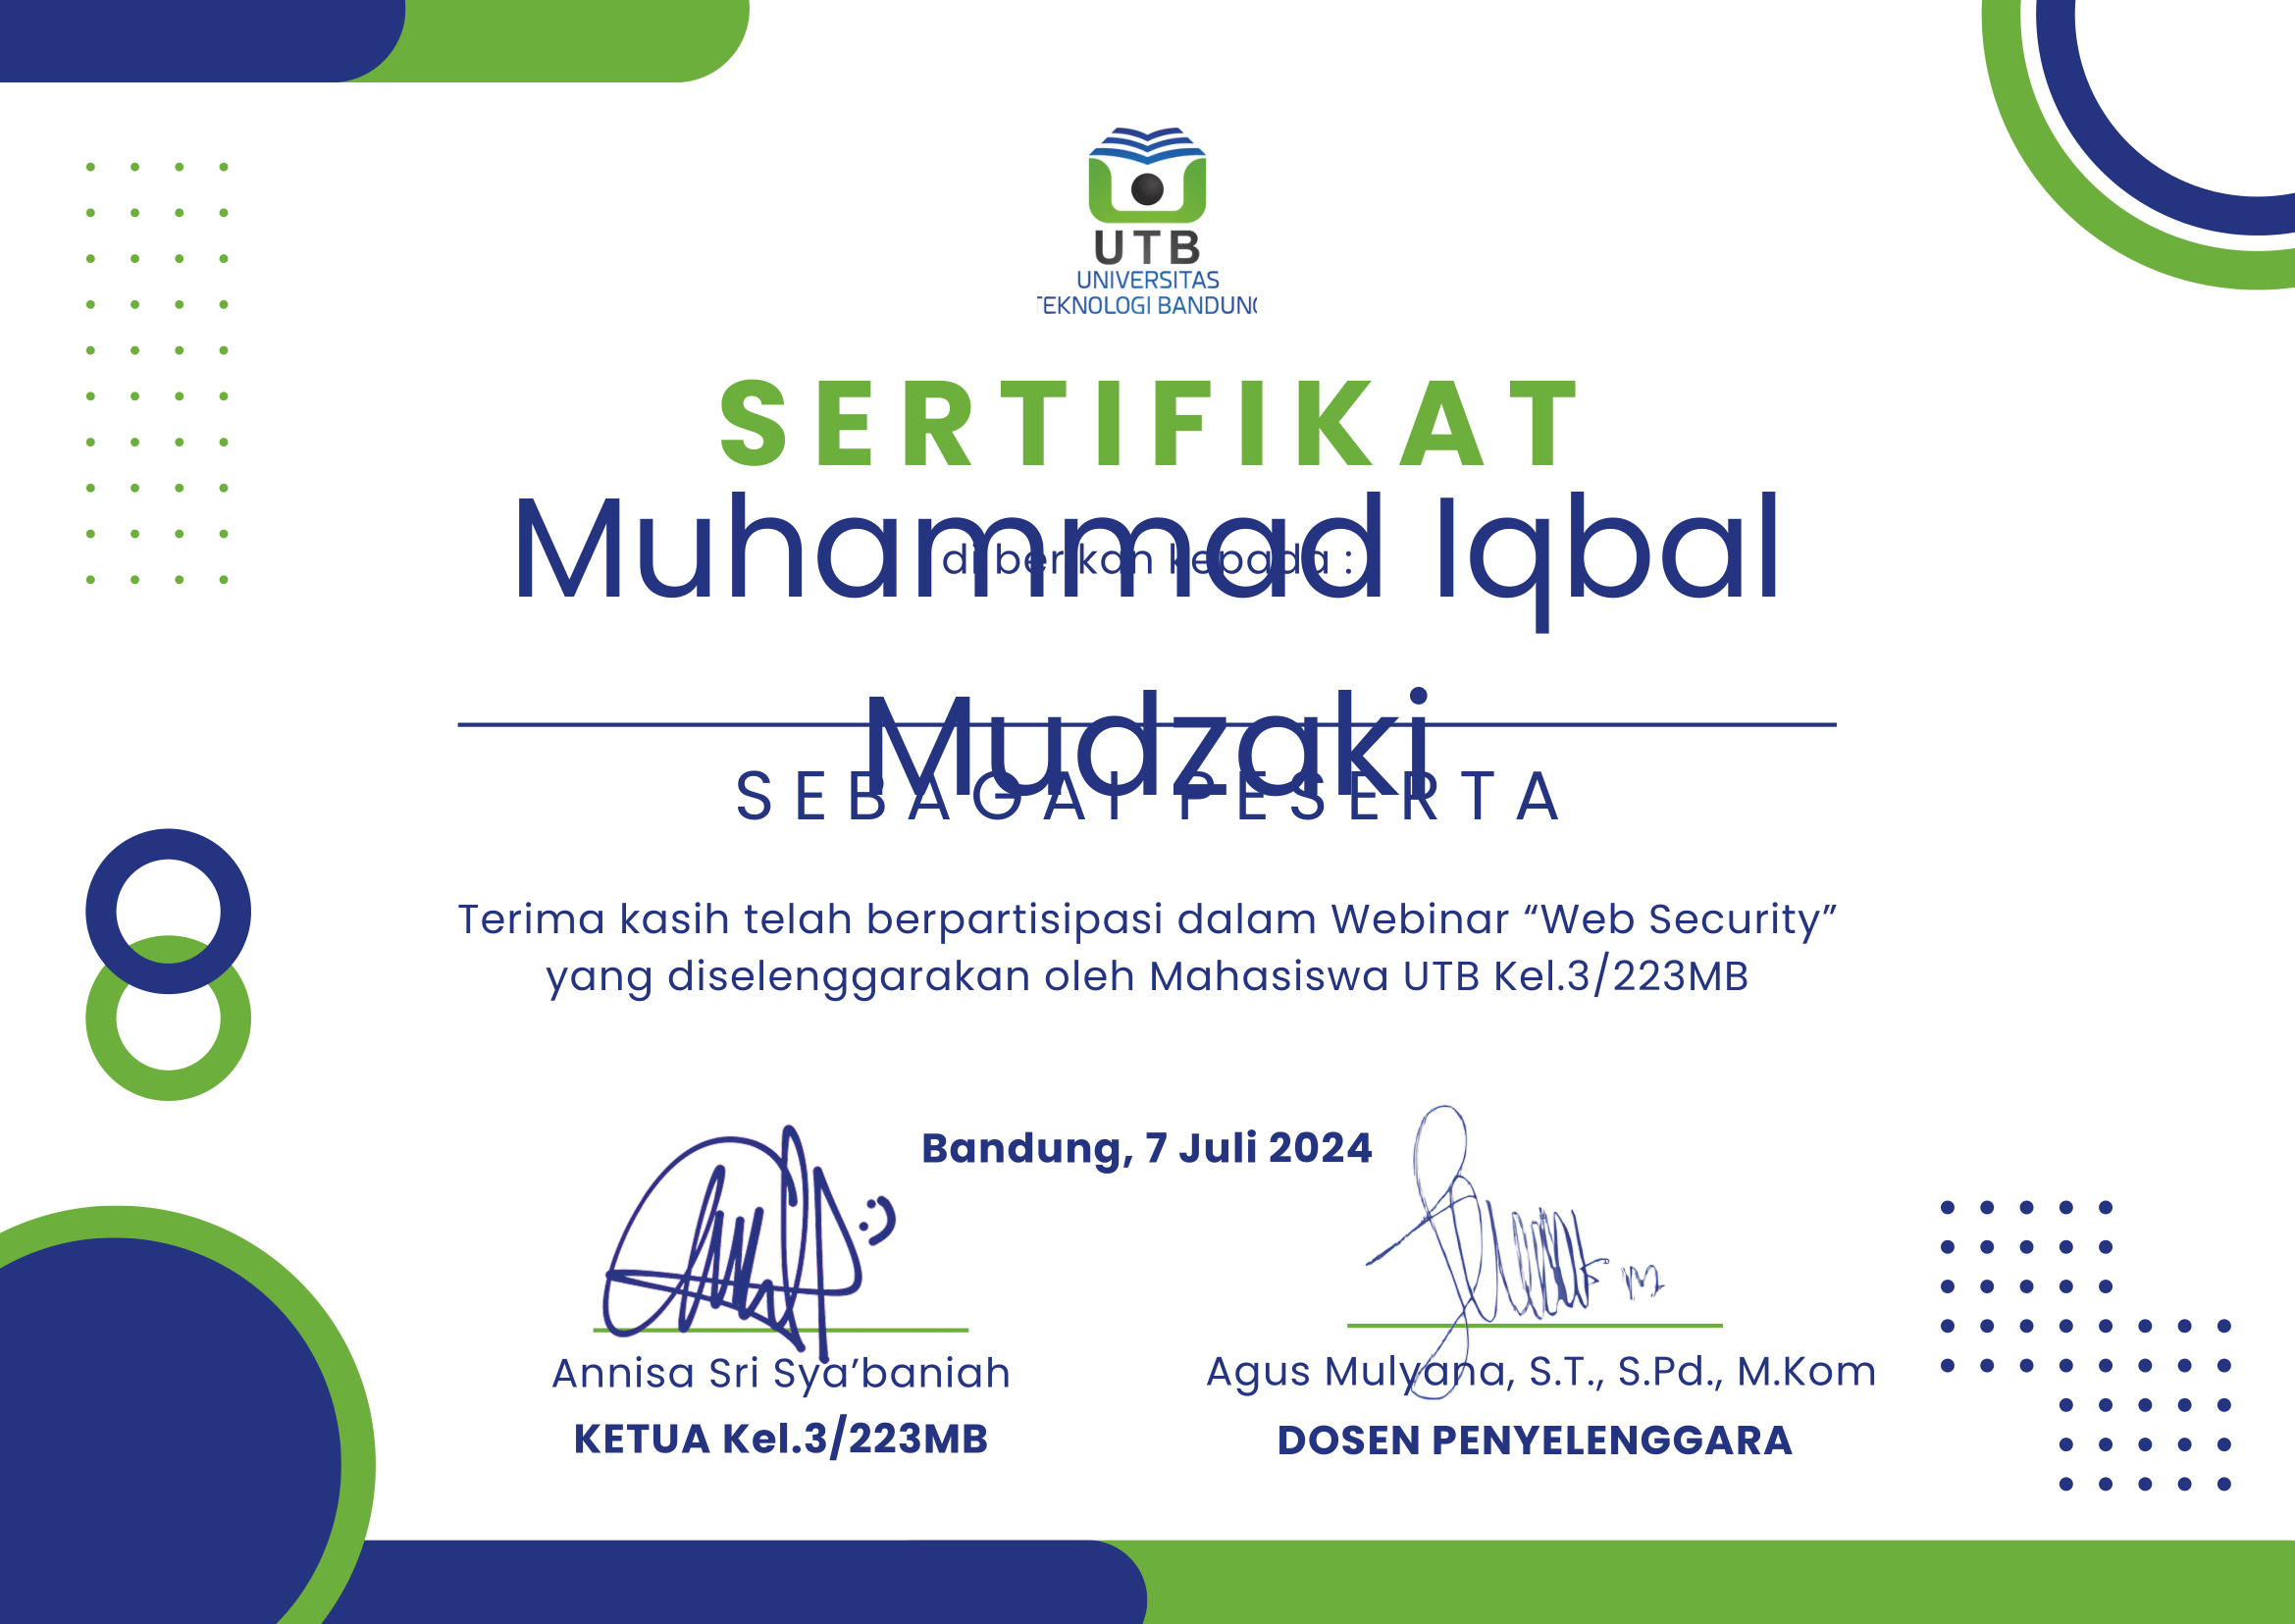 UTB
UNIVERSITAS
TEKNOLOGI BANDUNG
SERTIFIKAT
diberikan kepada :
Muhammad Iqbal
Mudzaki
SEBAGAI PESERTA
Terima kasih telah berpartisipasi dalam Webinar “Web Security”
yang diselenggarakan oleh Mahasiswa UTB Kel.3/223MB
Bandung, 7 Juli 2024
Annisa Sri Sya’baniah
KETUA Kel.3/223MB
Agus Mulyana, S.T., S.Pd., M.Kom
DOSEN PENYELENGGARA